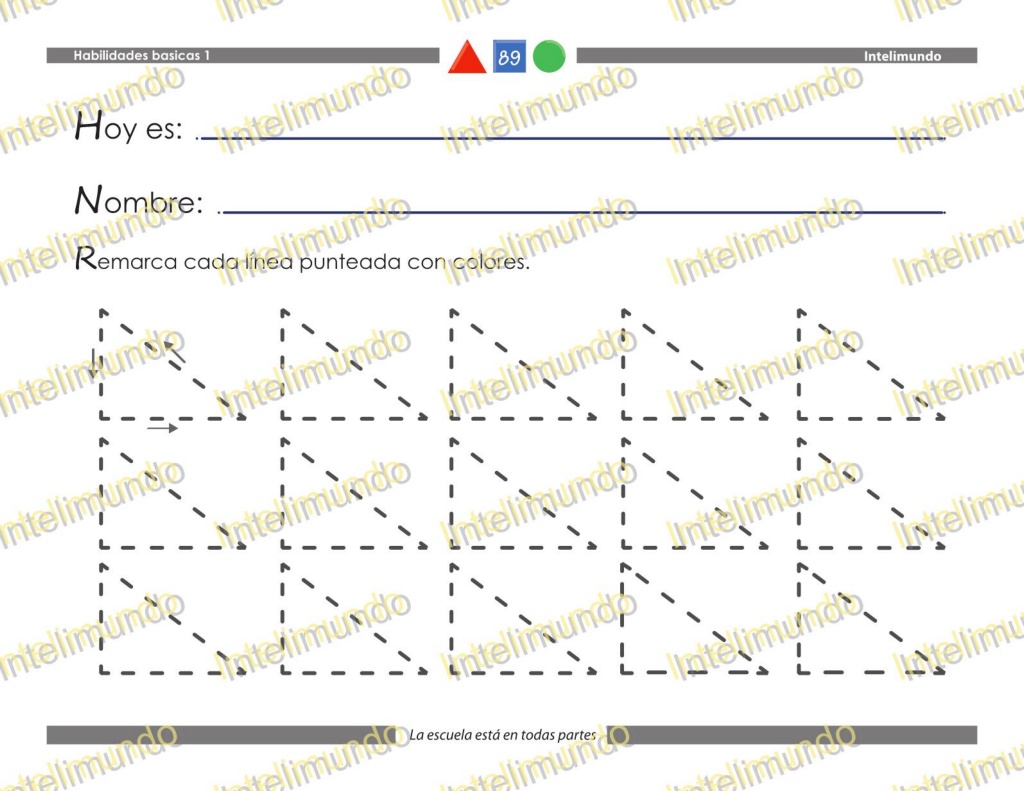 Habilidades basicas 1
89
Intelimundo
Hoy es:
Nombre:
Remarca cada línea punteada con colores.
La escuela está en todas partes